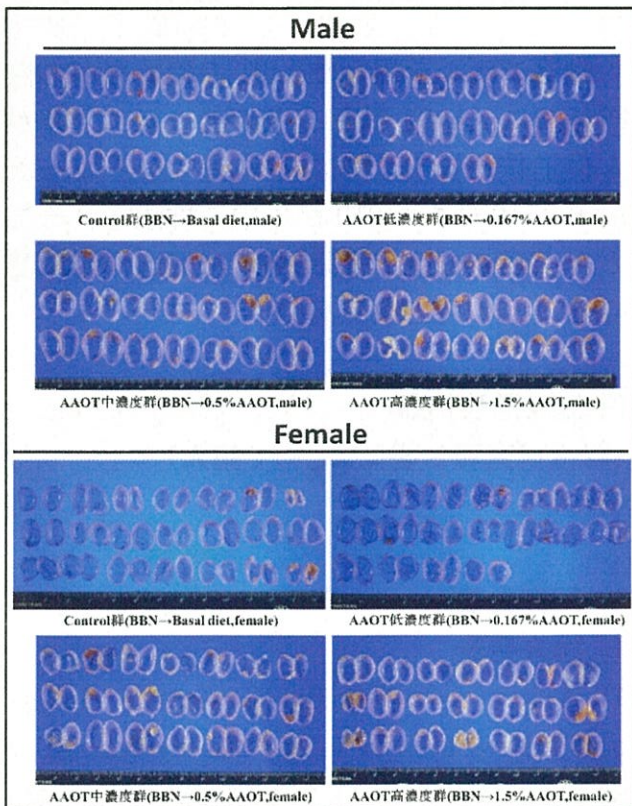 Male
Control群(BBN→Basal diet,male)
AAOT低濃度群(BBN→0.167%AAOT,male)
AAOT中濃度群(BBN→0.5%AAOT,male)
AAOT高濃度群(BBN→1.5%AAOT,male)
Female
Control群(BBN→Basal diet,female)
AAOT低濃度群(BBN→0.167%AAOT,female)
AAOT中濃度群(BBN→0.5%AAOT,female)
AAOT高濃度群(BBN→1.5%AAOT,female)